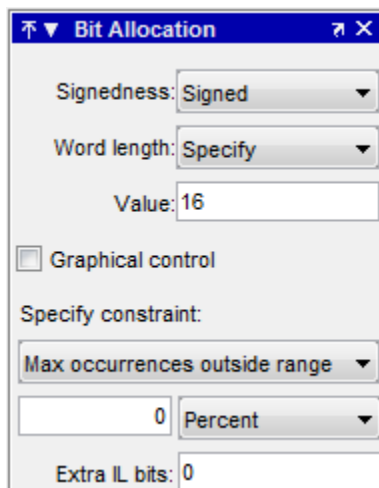 Bit Allocation
Signedness: Signed
Word length: Specify
Value: 16
Graphical control
Specify constraint:
Max occurrences outside range
0 Percent
Extra IL bits: 0